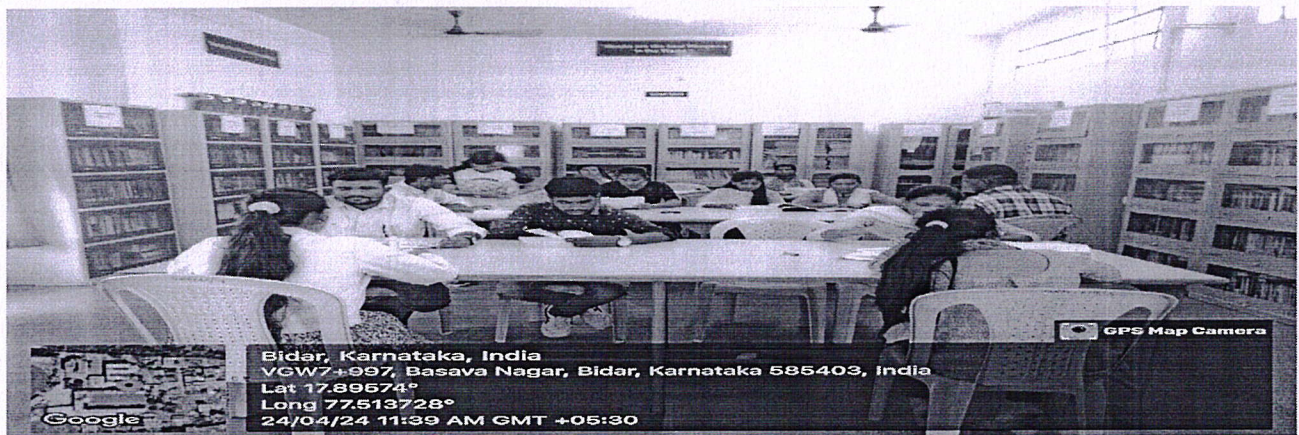 GPS Map Camera
Bidar, Karnataka, India
VGW7+997, Basava Nagar, Bidar, Karnataka 585403, India
Lat 17.89574°
Long 77.513728°
24/04/24 11:39 AM GMT +05:30
Google